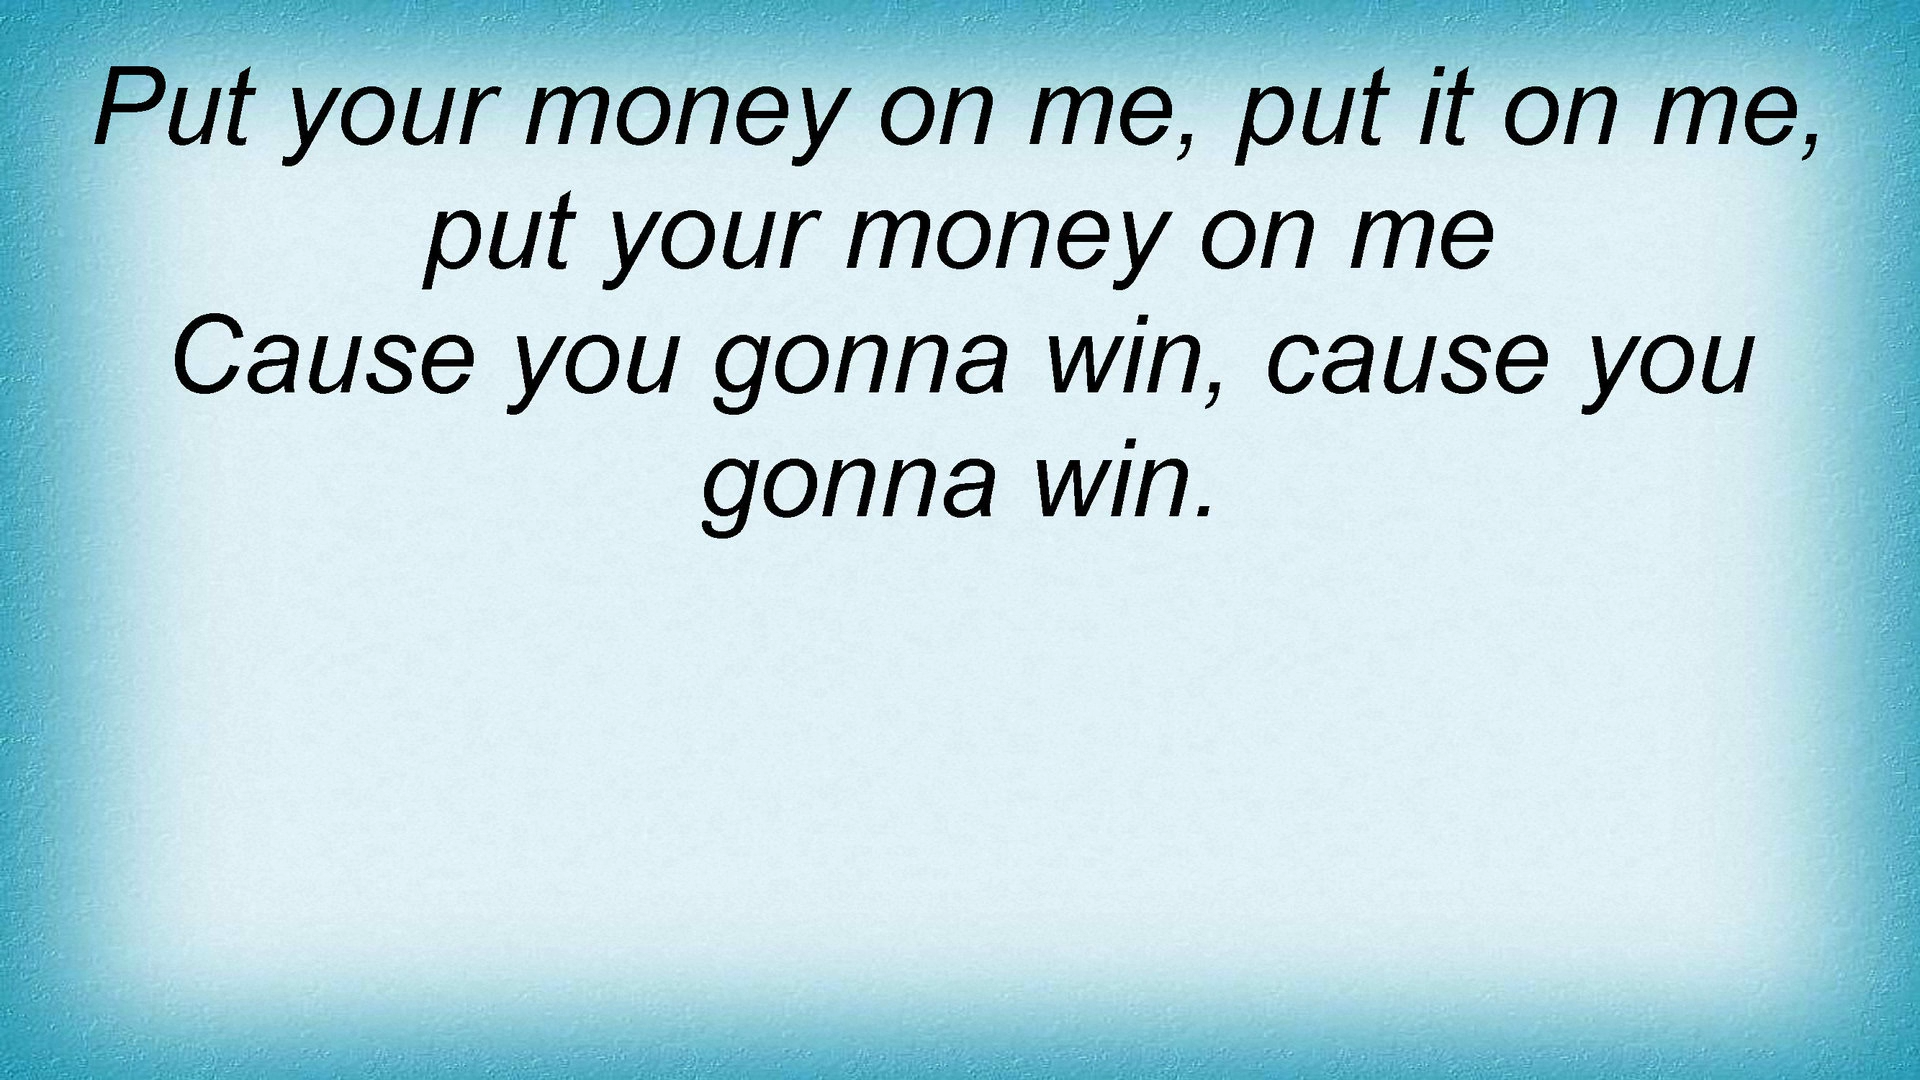 Put your money on me, put it on me,
put your money on me
Cause you gonna win, cause you
gonna win.